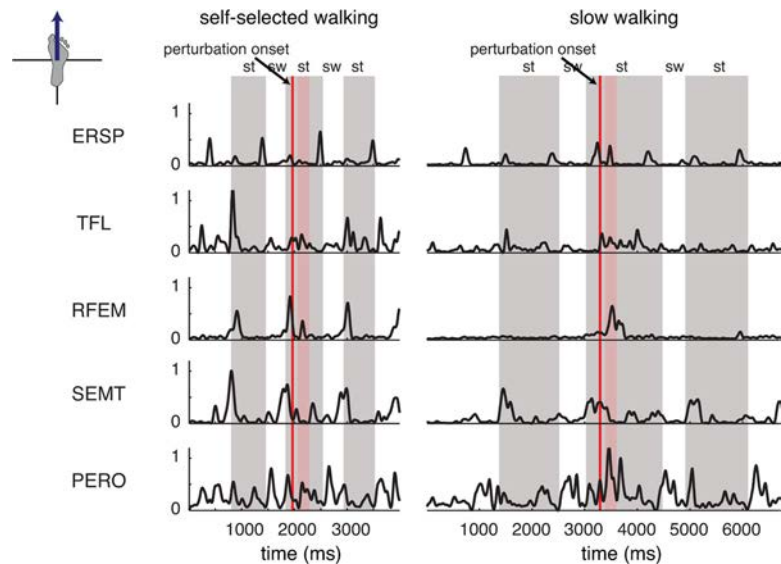 self-selected walking
slow walking
perturbation onset
perturbation onset
st sw st sw st
st sw st sw st
ERSP
1
0
TFL
1
0
RFEM
1
0
SEMT
1
0
PERO
1
0
1000 2000 3000
1000 2000 3000 4000 5000 6000
time (ms)
time (ms)